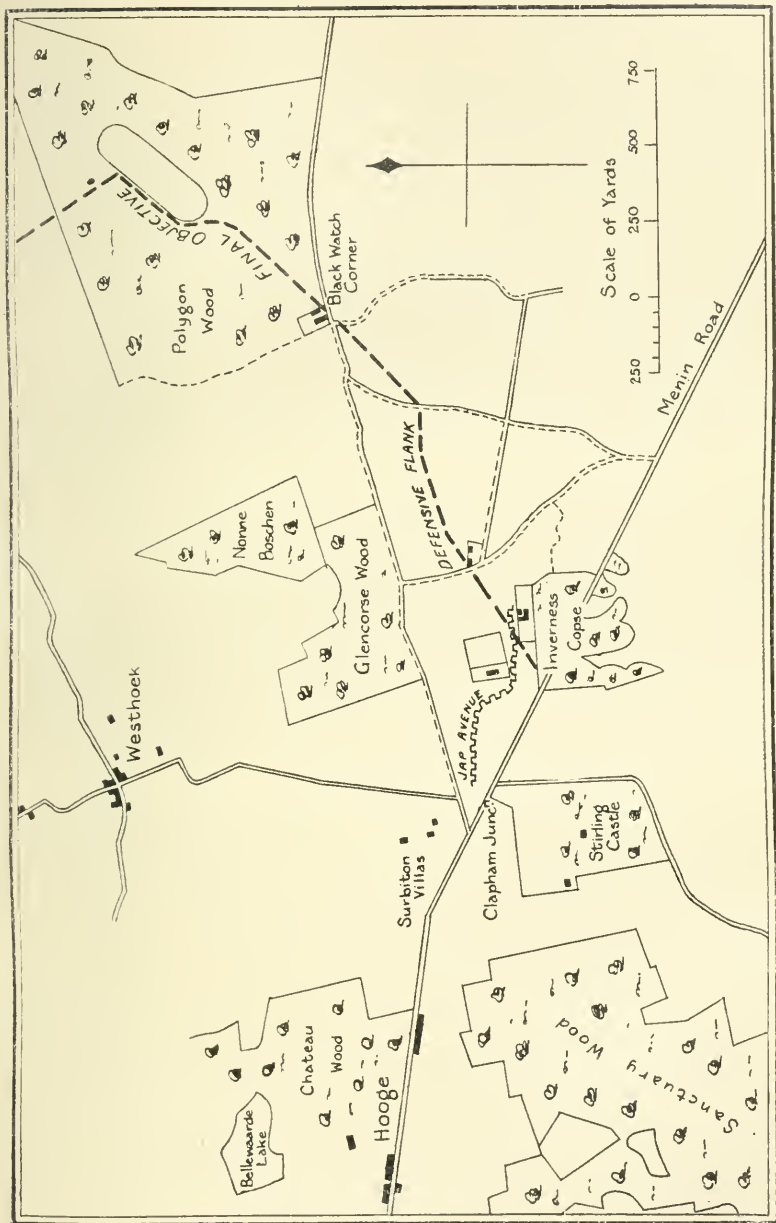 Westhoek
Polygon
Wood
FINAL OBJECTIVE
Nonne
Boschen
Bellewaarde
Lake
Chateau
Wood
Glencorse Wood
Black Watch
Corner
Surbiton
Villas
Hooge
DEFENSIVE FLANK
JAP AVENUE
Clapham Junc.
Inverness
Copse
Stirling
Castle
Sanctuary Wood
Menin Road
250 0 250 500 750
Scale of Yards